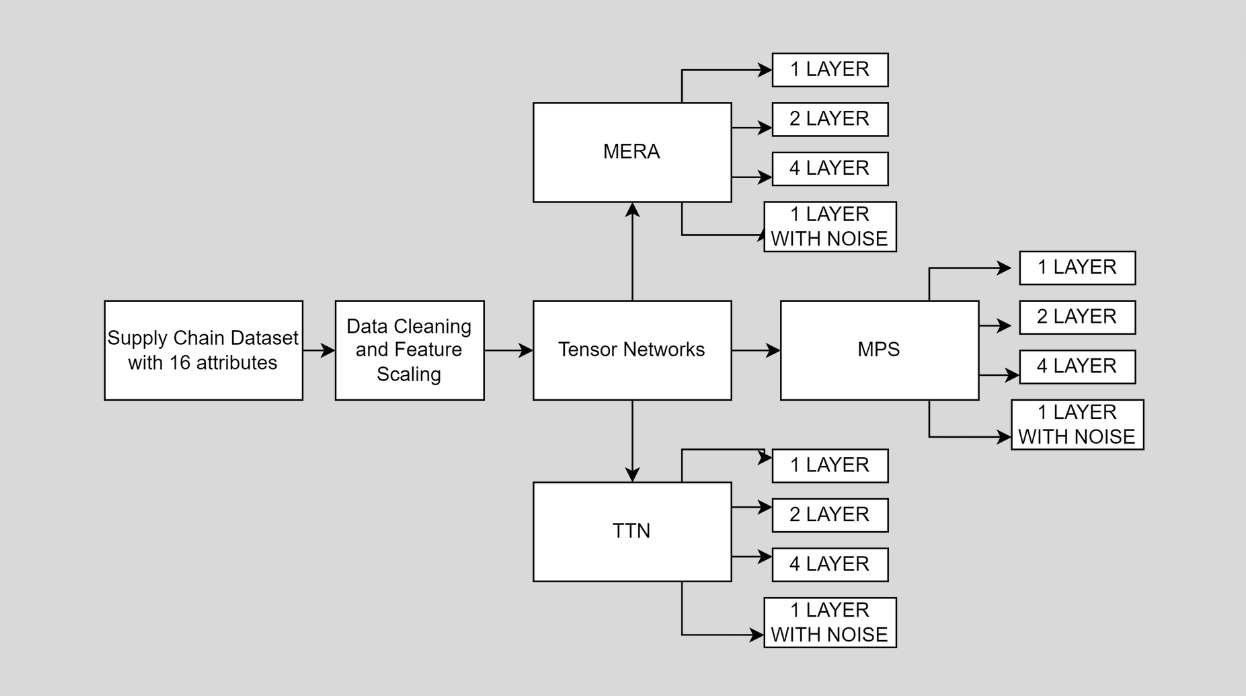 1 LAYER
2 LAYER
MERA
4 LAYER
1 LAYER
WITH NOISE
Supply Chain Dataset
with 16 attributes
Data Cleaning
and Feature
Scaling
Tensor Networks
MPS
1 LAYER
2 LAYER
4 LAYER
1 LAYER
WITH NOISE
TTN
1 LAYER
2 LAYER
4 LAYER
1 LAYER
WITH NOISE